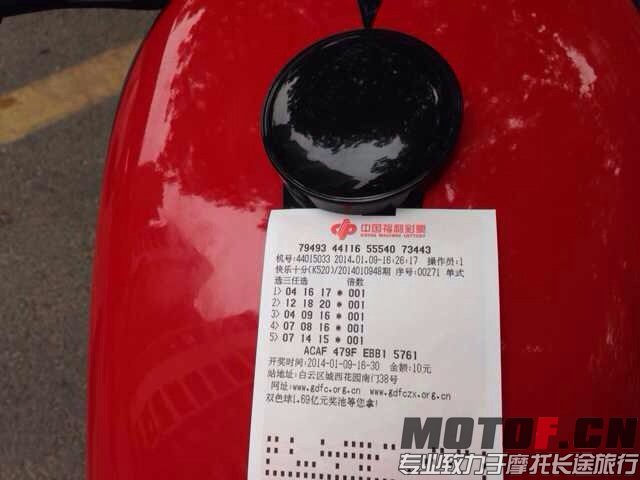 中国福利彩票
CHINA WELFARE LOTTERY
79493 44116 55540 73443
机号:44015033 2014.01.09-16:26:17 操作员:1
快乐十分(K520)/2014010948期 序号:00271 单式
选三任选 倍数
1> 04 16 17 * 001
2> 12 18 20 * 001
3> 04 09 16 * 001
4> 07 08 16 * 001
5> 07 14 15 * 001
ACAF 479F EBB1 5761
开奖时间:2014-01-09-16-30 金额:10元
站地址:白云区城西花园南门38号
网址:www.gdfc.org.cn www.gdfczx.org.cn
双色球1.69亿元奖池等您拿!
MOTOF.CN
专业致力于摩托长途旅行